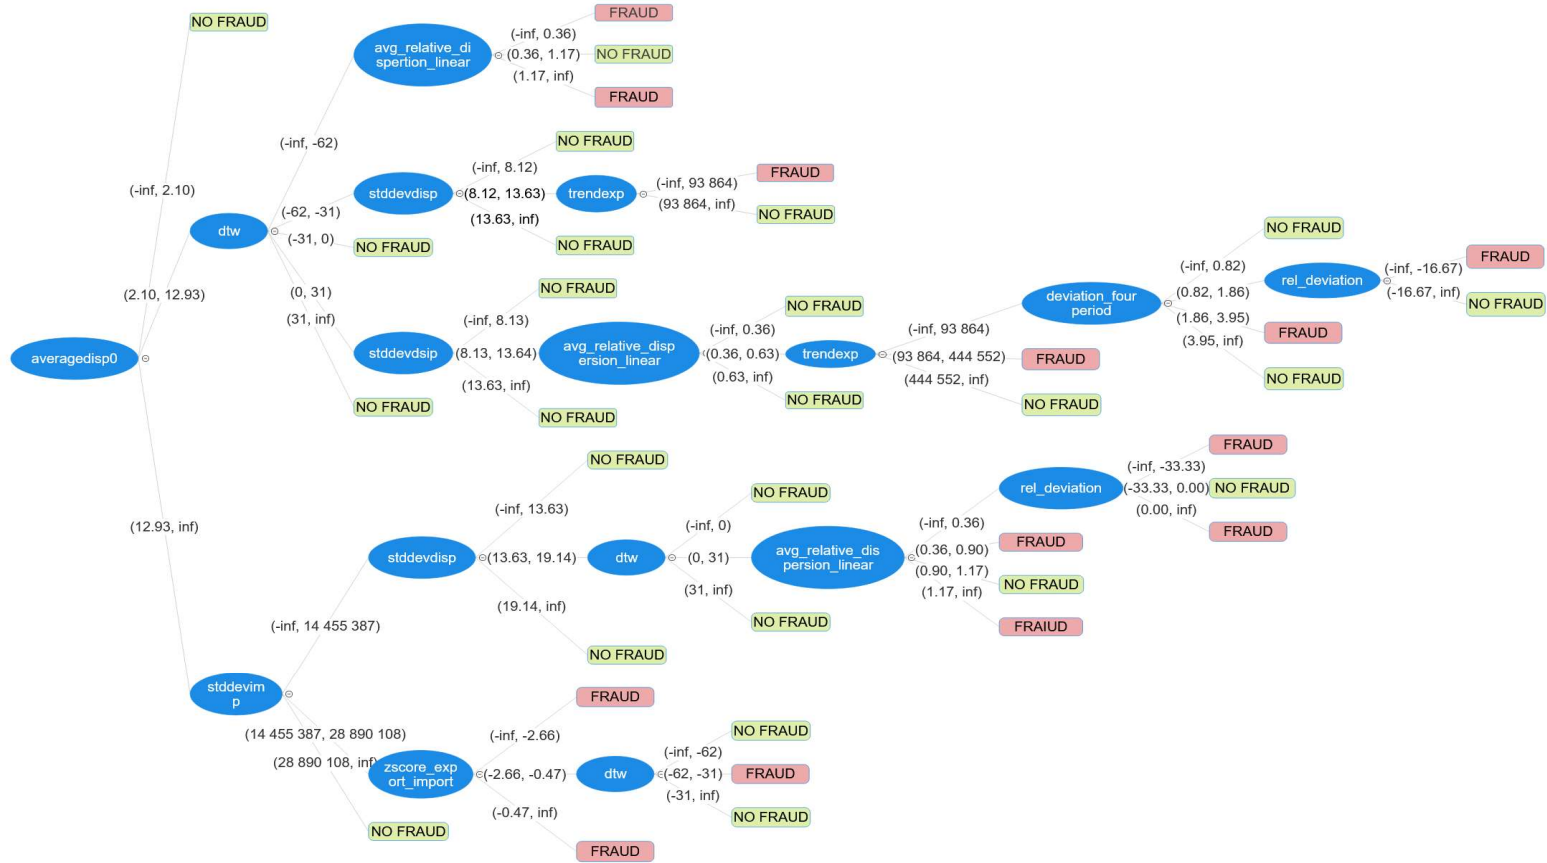 FRAUD
NO FRAUD
(-inf, 0.36)
avg_relative_di
spertion_linear
(0.36, 1.17)
NO FRAUD
(1.17, inf)
FRAUD
(-inf, -62)
NO FRAUD
(-inf, 8.12)
(-inf, 2.10)
stddevdisp
(8.12, 13.63)
trendexp
(-inf, 93 864)
FRAUD
(93 864, inf)
NO FRAUD
(-62, -31)
(13.63, inf)
dtw
(-31, 0)
NO FRAUD
NO FRAUD
NO FRAUD
(-inf, 0.82)
rel_deviation
(-inf, -16.67)
FRAUD
(-16.67, inf)
NO FRAUD
(2.10, 12.93)
(0, 31)
(31, inf)
NO FRAUD
(-inf, 8.13)
NO FRAUD
(-inf, 0.36)
deviation_four
period
(0.82, 1.86)
(1.86, 3.95)
FRAUD
(3.95, inf)
(-inf, 93 864)
averagedisp0
stddevdsip
(8.13, 13.64)
avg_relative_disp
ersion_linear
(0.36, 0.63)
trendexp
(93 864, 444 552)
FRAUD
(13.63, inf)
(0.63, inf)
(444 552, inf)
NO FRAUD
NO FRAUD
NO FRAUD
NO FRAUD
NO FRAUD
NO FRAUD
FRAUD
(-inf, -33.33)
NO FRAUD
rel_deviation
(-33.33, 0.00)
NO FRAUD
(-inf, 13.63)
(0.00, inf)
FRAUD
(12.93, inf)
(-inf, 0)
(-inf, 0.36)
stddevdisp
(13.63, 19.14)
dtw
(0, 31)
avg_relative_dis
persion_linear
(0.36, 0.90)
FRAUD
(0.90, 1.17)
NO FRAUD
(31, inf)
(1.17, inf)
(19.14, inf)
NO FRAUD
FRAIUD
(-inf, 14 455 387)
NO FRAUD
stddevim
p
FRAUD
(14 455 387, 28 890 108)
(-inf, -2.66)
NO FRAUD
(28 890 108, inf)
zscore_exp
ort_import
(-2.66, -0.47)
dtw
(-inf, -62)
(-62, -31)
FRAUD
(-31, inf)
(-0.47, inf)
NO FRAUD
NO FRAUD
FRAUD